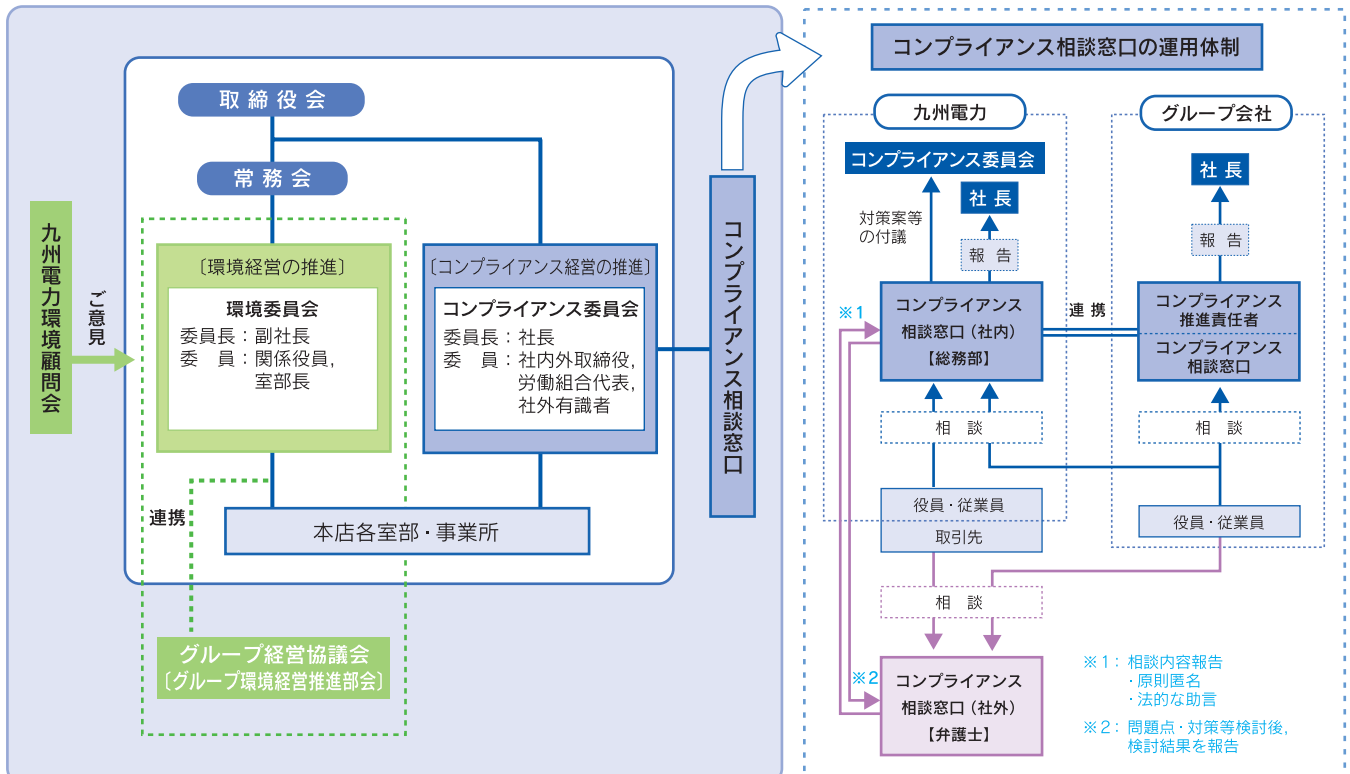 取締役会
常務会
九州電力環境顧問会
ご意見
〔環境経営の推進〕
環境委員会
委員長：副社長
委　員：関係役員，
室部長
〔コンプライアンス経営の推進〕
コンプライアンス委員会
委員長：社長
委　員：社内外取締役，
労働組合代表，
社外有識者
コンプライアンス相談窓口
連携
本店各室部・事業所
グループ経営協議会
〔グループ環境経営推進部会〕
コンプライアンス相談窓口の運用体制
九州電力
コンプライアンス委員会
社長
対策案等
の付議
報告
※1
コンプライアンス
相談窓口（社内）
【総務部】
連携
グループ会社
社長
報告
コンプライアンス
推進責任者
コンプライアンス
相談窓口
相談
相談
役員・従業員
取引先
役員・従業員
相談
※2
コンプライアンス
相談窓口（社外）
【弁護士】
※1：相談内容報告
・原則匿名
・法的な助言
※2：問題点・対策等検討後，
検討結果を報告